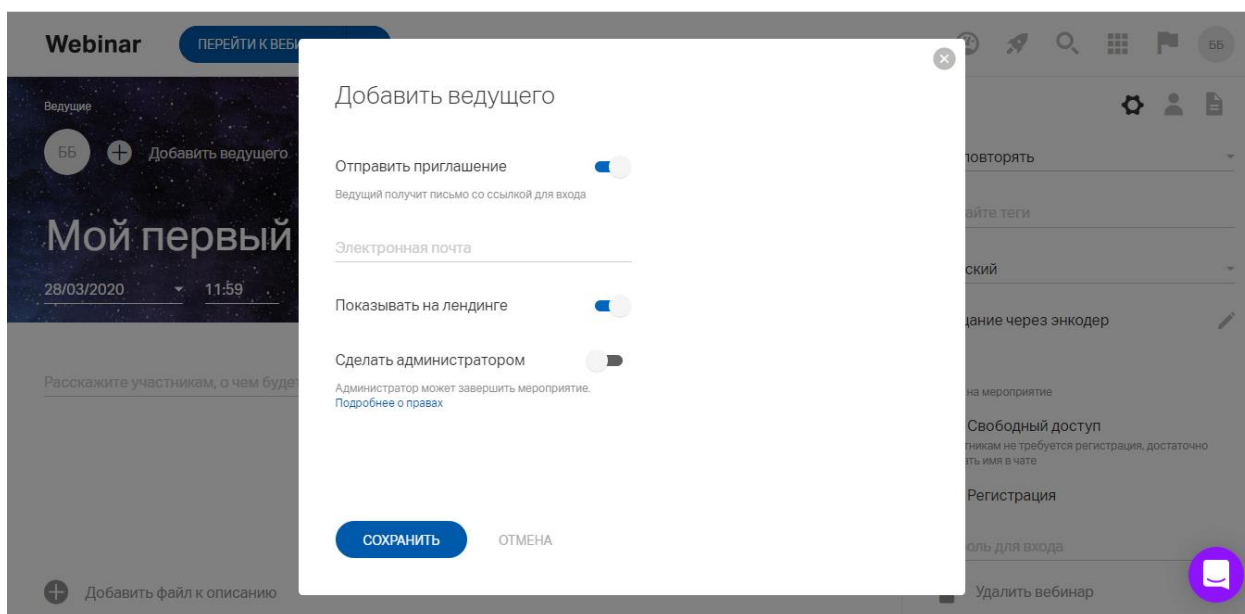 Webinar
ПЕРЕЙТИ К ВЕБИ
ББ
Ведущие
ББ
Добавить ведущего
Мой первый
28/03/2020
11:59
Расскажите участникам, о чем будет
Добавить файл к описанию
Добавить ведущего
Отправить приглашение
Ведущий получит письмо со ссылкой для входа
Электронная почта
Показывать на лендинге
Сделать администратором
Администратор может завершить мероприятие.
Подробнее о правах
СОХРАНИТЬ
ОТМЕНА
повторять
айте теги
ский
ание через энкодер
на мероприятие
Свободный доступ
тникам не требуется регистрация, достаточно
ать имя в чате
Регистрация
оль для входа
Удалить вебинар